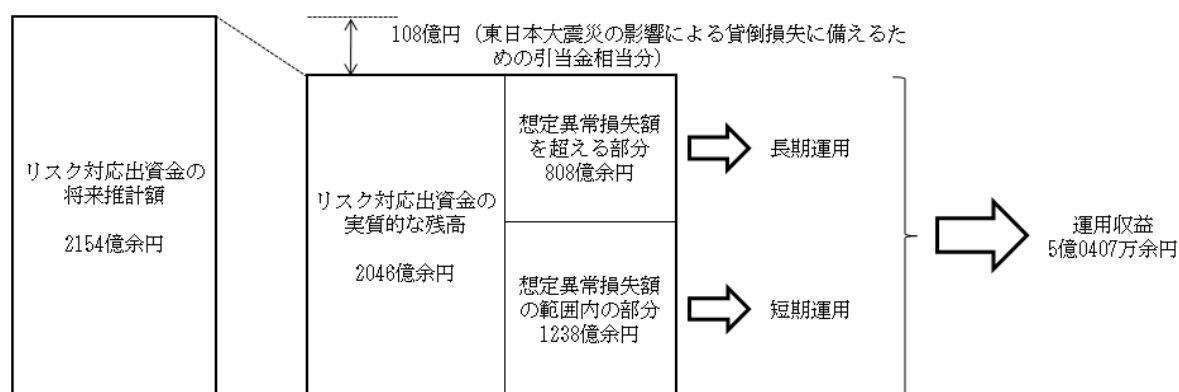 108億円（東日本大震災の影響による貸倒損失に備えるた
めの引当金相当分）
リスク対応出資金の
将来推計額
2154億余円
リスク対応出資金の
実質的な残高
2046億余円
想定異常損失額
を超える部分
808億余円
想定異常損失額
の範囲内の部分
1238億余円
長期運用
短期運用
運用収益
5億0407万余円